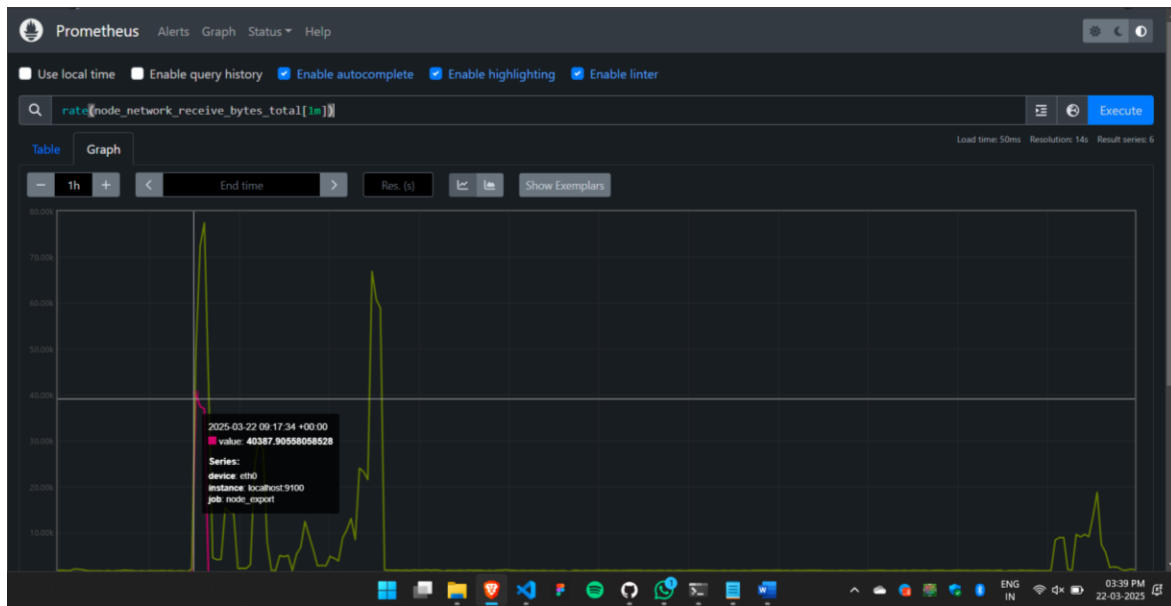 Prometheus Alerts Graph Status Help
Use local time Enable query history Enable autocomplete Enable highlighting Enable linter
rate(node_network_receive_bytes_total[1m]) Execute
Load time: 50ms Resolution: 14s Result series: 6
Table Graph
− 1h + < End time > Res. (s) Show Exemplars
80.00k
70.00k
60.00k
50.00k
40.00k
2025-03-22 09:17:34 +00:00
30.00k
value: 40387.90558058528
Series:
device: eth0
20.00k
instance: localhost:9100
job: node_export
10.00k
1
ENG 03:39 PM
IN 22-03-2025